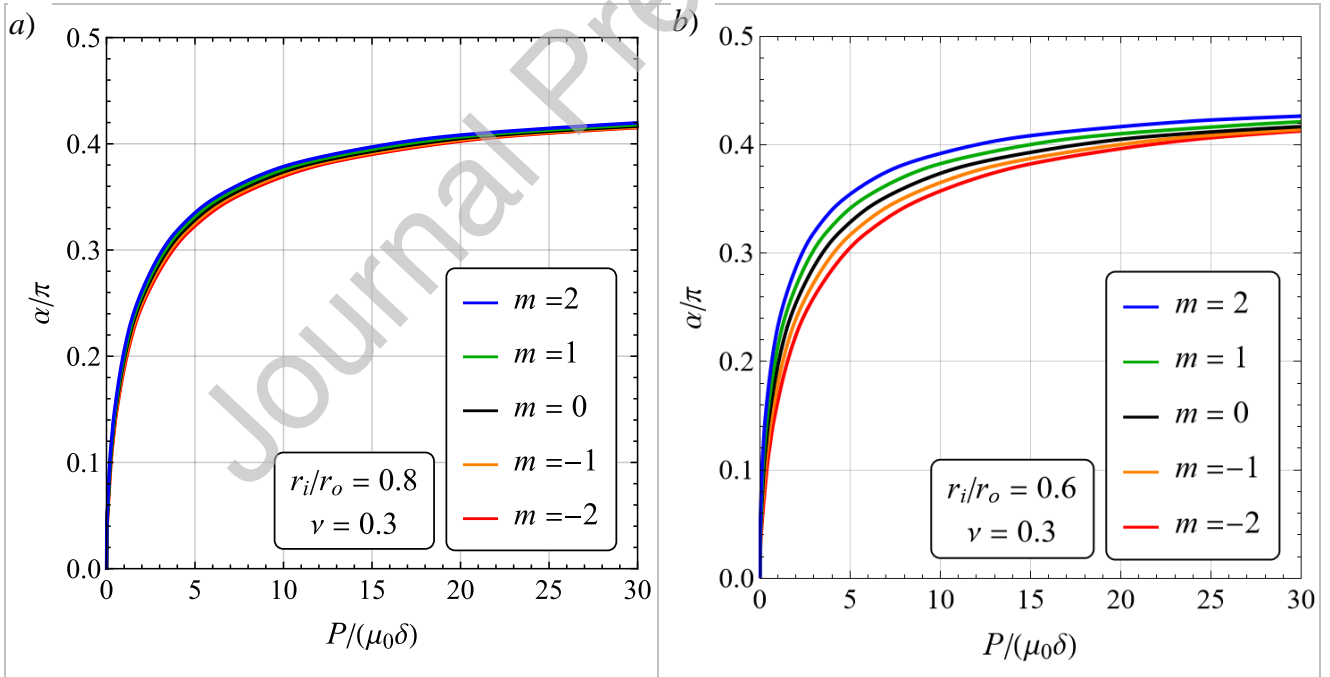 a)
0.5
0.4
0.3
0.2
0.1
0.0
α/π
0 5 10 15 20 25 30
P/(μ₀δ)
m =2
m =1
m = 0
m =−1
m =−2
rᵢ/rₒ = 0.8
ν = 0.3
Journal Pre
b)
0.5
0.4
0.3
0.2
0.1
0.0
α/π
0 5 10 15 20 25 30
P/(μ₀δ)
m = 2
m = 1
m = 0
m =−1
m =−2
rᵢ/rₒ = 0.6
ν = 0.3